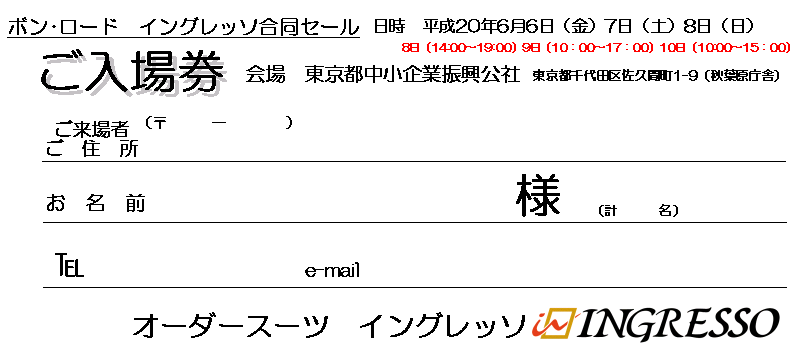 ボン・ロード　イングレッソ合同セール　日時　平成20年6月6日（金）7日（土）8日（日）
8日（14:00～19:00）9日（10：00～17：00）10日（10:00～15：00）
ご入場券　会場　東京都中小企業振興公社　東京都千代田区佐久間町1-9（秋葉原庁舎）
ご来場者　（〒　　－　　　）
ご　住　所
お　名　前　　様　（計　　名）
TEL　　e-mail
オーダースーツ　イングレッソ　in INGRESSO